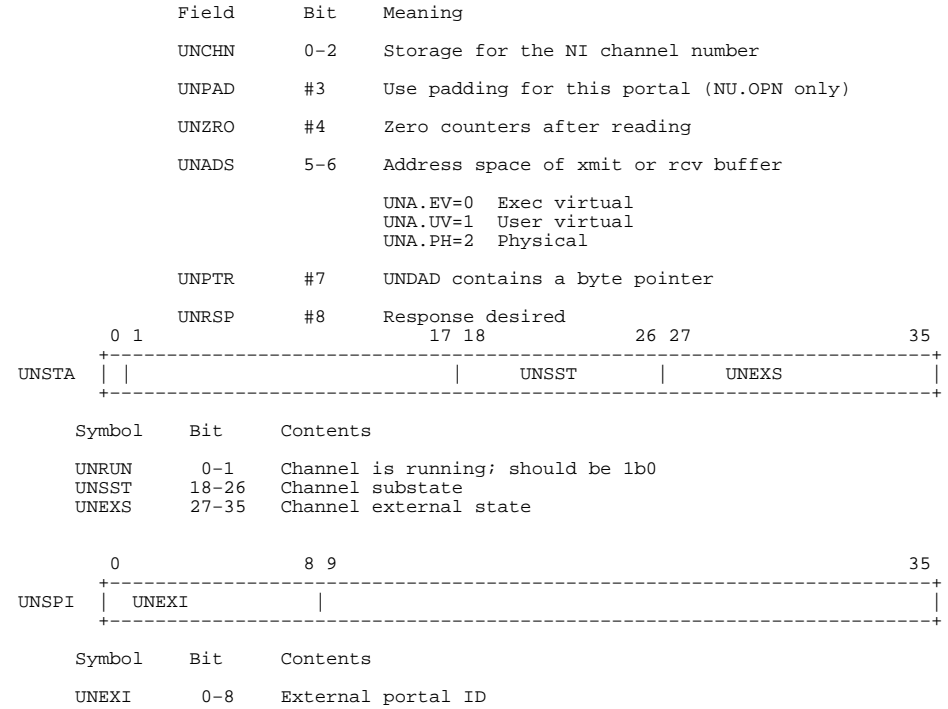 Field Bit Meaning
UNCHN 0-2 Storage for the NI channel number
UNPAD #3 Use padding for this portal (NU.OPN only)
UNZRO #4 Zero counters after reading
UNADS 5-6 Address space of xmit or rcv buffer
UNA.EV=0 Exec virtual
UNA.UV=1 User virtual
UNA.PH=2 Physical
UNPTR #7 UNDAD contains a byte pointer
UNRSP #8 Response desired
0 1 17 18 26 27 35
UNSTA UNSST UNEXS
Symbol Bit Contents
UNRUN 0-1 Channel is running; should be 1b0
UNSST 18-26 Channel substate
UNEXS 27-35 Channel external state
0 8 9 35
UNSPI UNEXI
Symbol Bit Contents
UNEXI 0-8 External portal ID